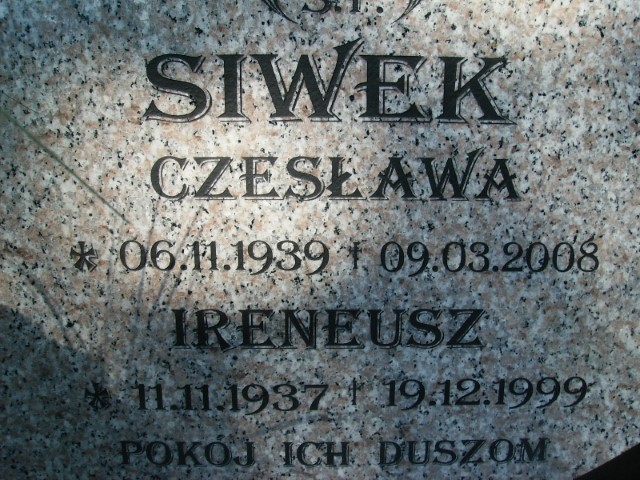 Ś.P.
SIWEK
CZESŁAWA
* 06.11.1939 † 09.03.2008
IRENEUSZ
* 11.11.1937 † 19.12.1999
POKÓJ ICH DUSZOM